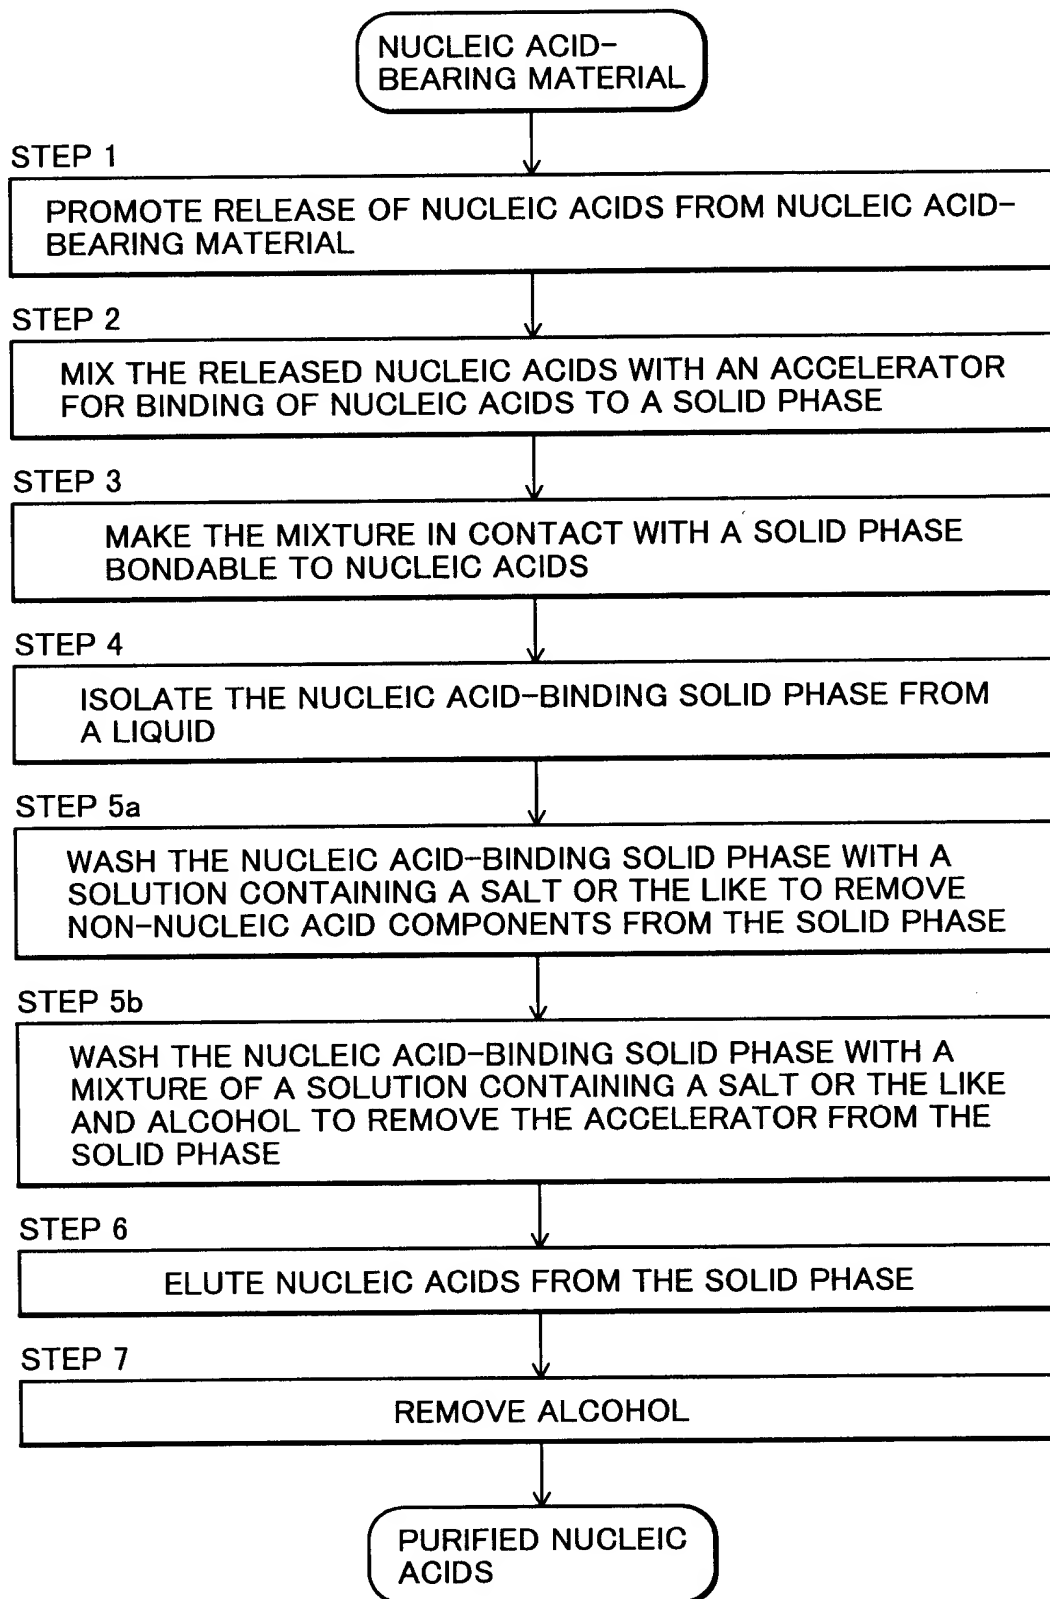 NUCLEIC ACID-
BEARING MATERIAL
STEP 1
PROMOTE RELEASE OF NUCLEIC ACIDS FROM NUCLEIC ACID-
BEARING MATERIAL
STEP 2
MIX THE RELEASED NUCLEIC ACIDS WITH AN ACCELERATOR
FOR BINDING OF NUCLEIC ACIDS TO A SOLID PHASE
STEP 3
MAKE THE MIXTURE IN CONTACT WITH A SOLID PHASE
BONDABLE TO NUCLEIC ACIDS
STEP 4
ISOLATE THE NUCLEIC ACID-BINDING SOLID PHASE FROM
A LIQUID
STEP 5a
WASH THE NUCLEIC ACID-BINDING SOLID PHASE WITH A
SOLUTION CONTAINING A SALT OR THE LIKE TO REMOVE
NON-NUCLEIC ACID COMPONENTS FROM THE SOLID PHASE
STEP 5b
WASH THE NUCLEIC ACID-BINDING SOLID PHASE WITH A
MIXTURE OF A SOLUTION CONTAINING A SALT OR THE LIKE
AND ALCOHOL TO REMOVE THE ACCELERATOR FROM THE
SOLID PHASE
STEP 6
ELUTE NUCLEIC ACIDS FROM THE SOLID PHASE
STEP 7
REMOVE ALCOHOL
PURIFIED NUCLEIC
ACIDS